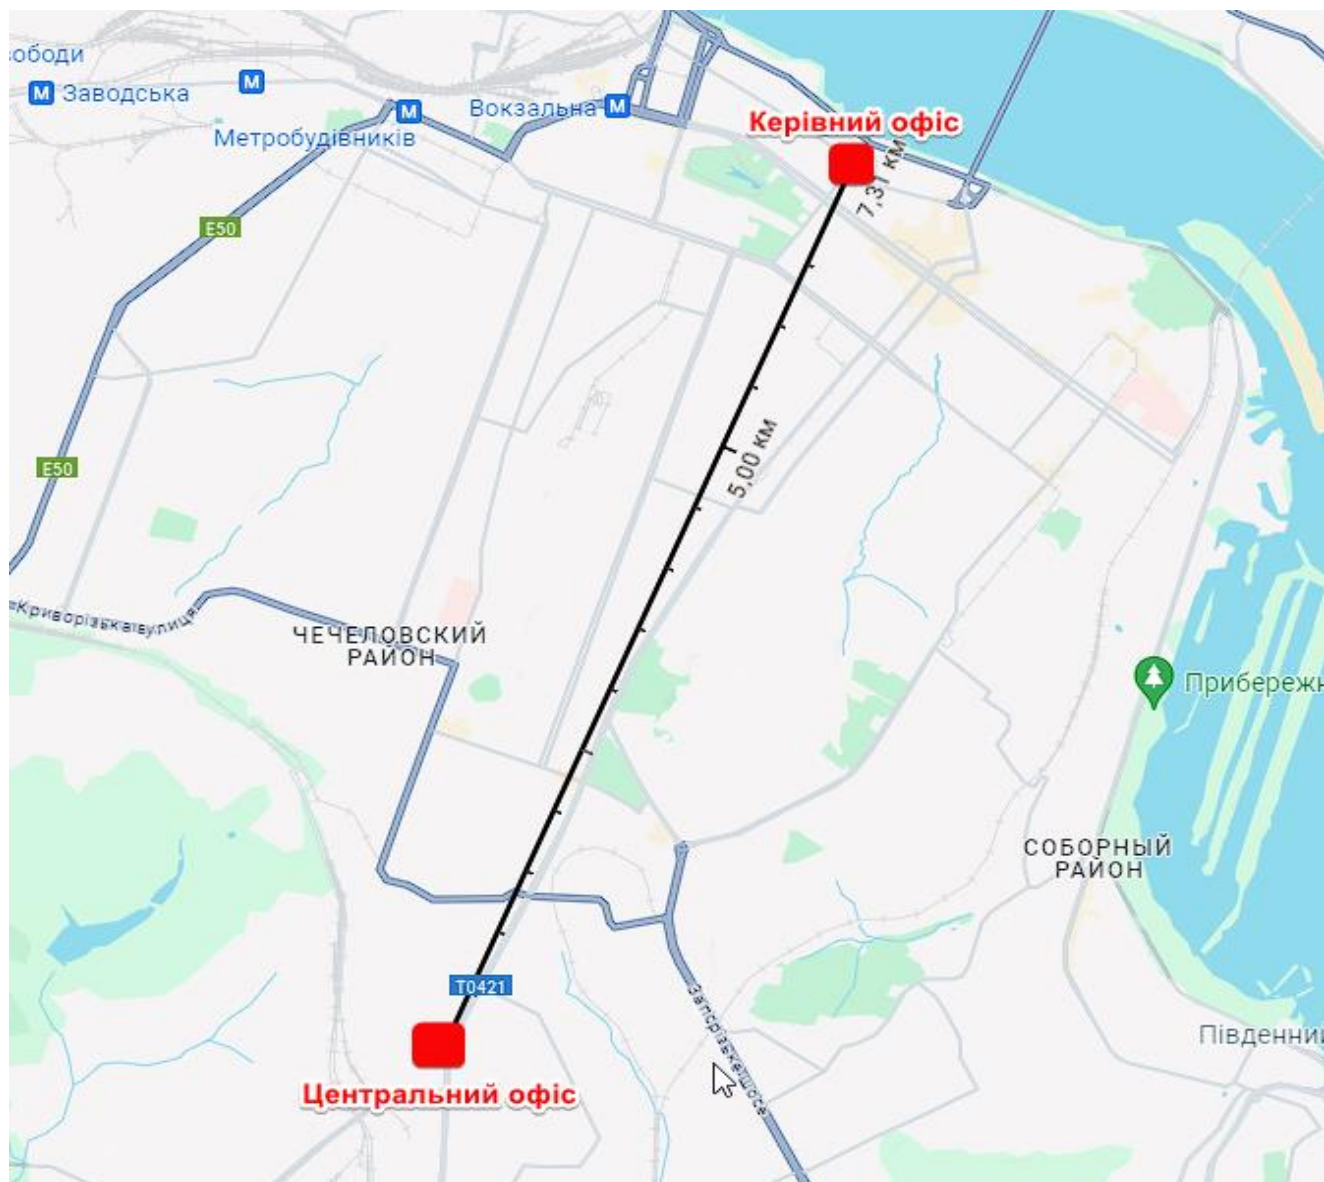 ободи
M
M Заводська
M
Вокзальна M
Метробудівників
Керівний офіс
7,31 км
E50
5,00 км
E50
Криворізька вулиця
ЧЕЧЕЛОВСКИЙ
РАЙОН
Прибережн
СОБОРНЫЙ
РАЙОН
T0421
Запорізьке шосе
Південний
Центральний офіс